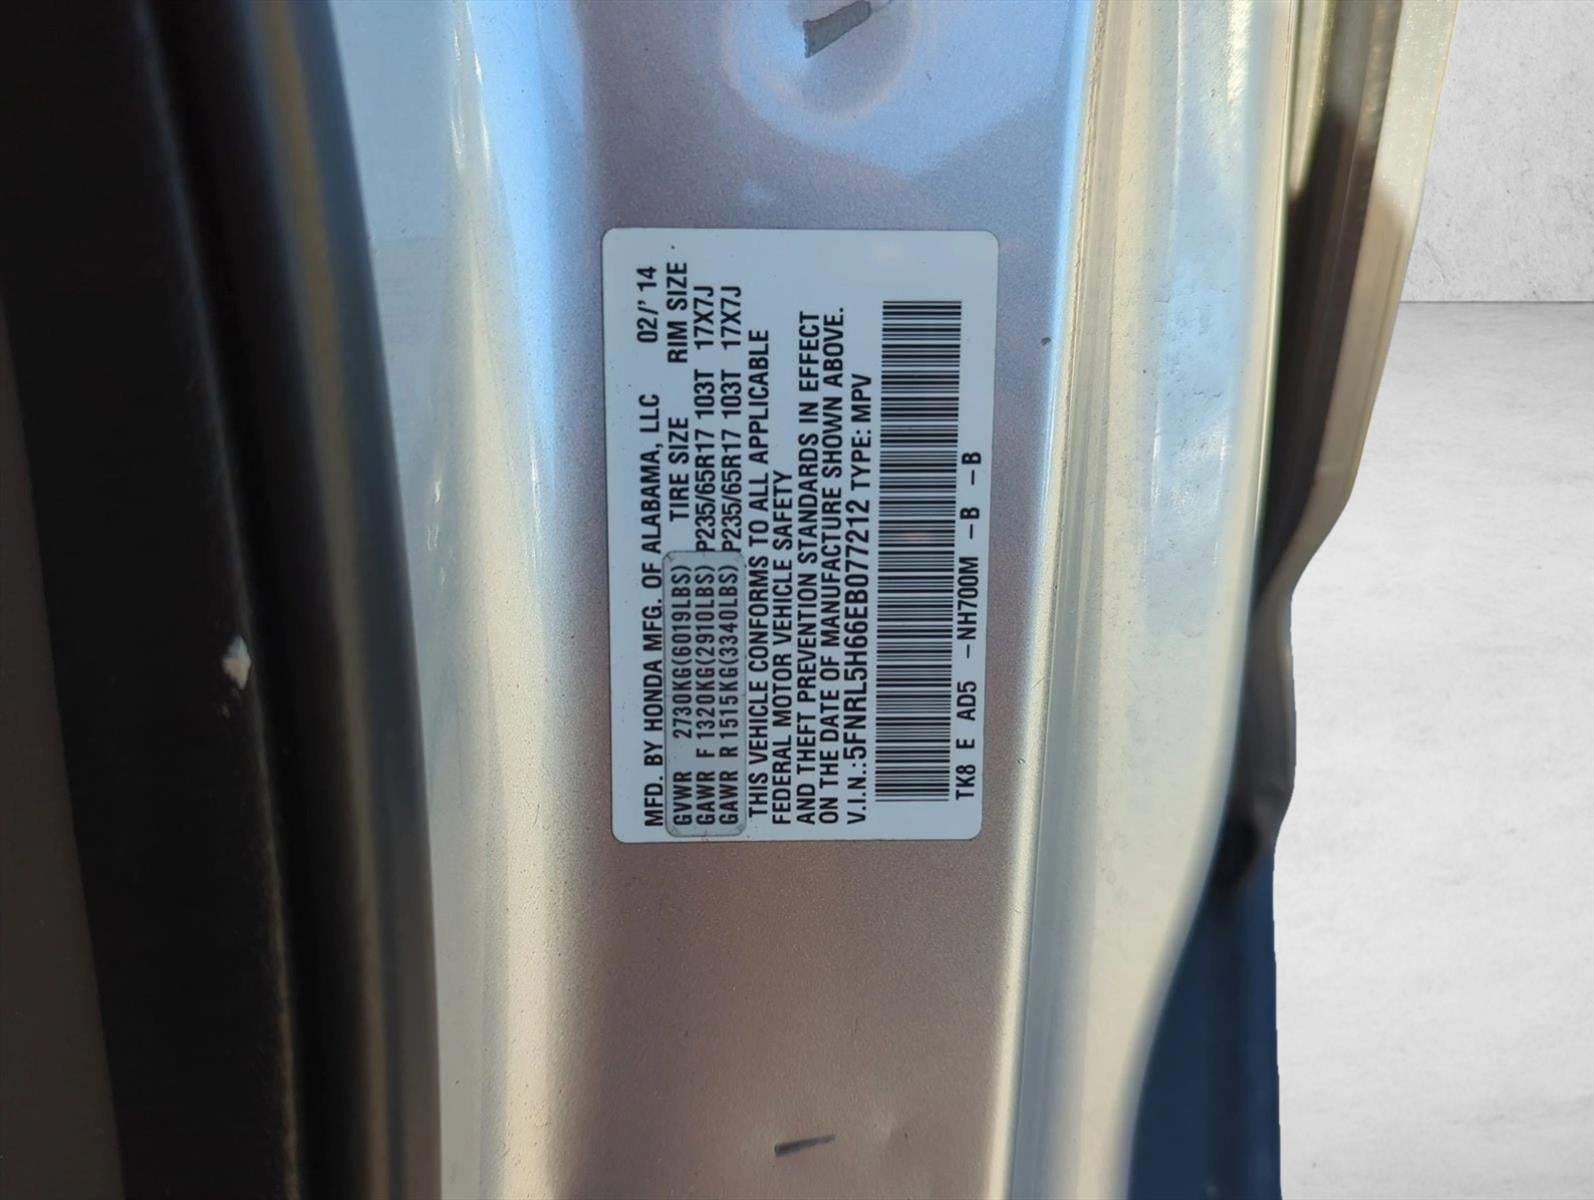 MFD. BY HONDA MFG. OF ALABAMA, LLC 02/' 14
GVWR 2730KG(6019LBS) TIRE SIZE RIM SIZE
GAWR F 1320KG(2910LBS) P235/65R17 103T 17X7J
GAWR R 1515KG(3340LBS) P235/65R17 103T 17X7J
THIS VEHICLE CONFORMS TO ALL APPLICABLE
FEDERAL MOTOR VEHICLE SAFETY
AND THEFT PREVENTION STANDARDS IN EFFECT
ON THE DATE OF MANUFACTURE SHOWN ABOVE.
V.I.N.:5FNRL5H66EB077212 TYPE: MPV
TK8 E AD5 -NH700M -B -B